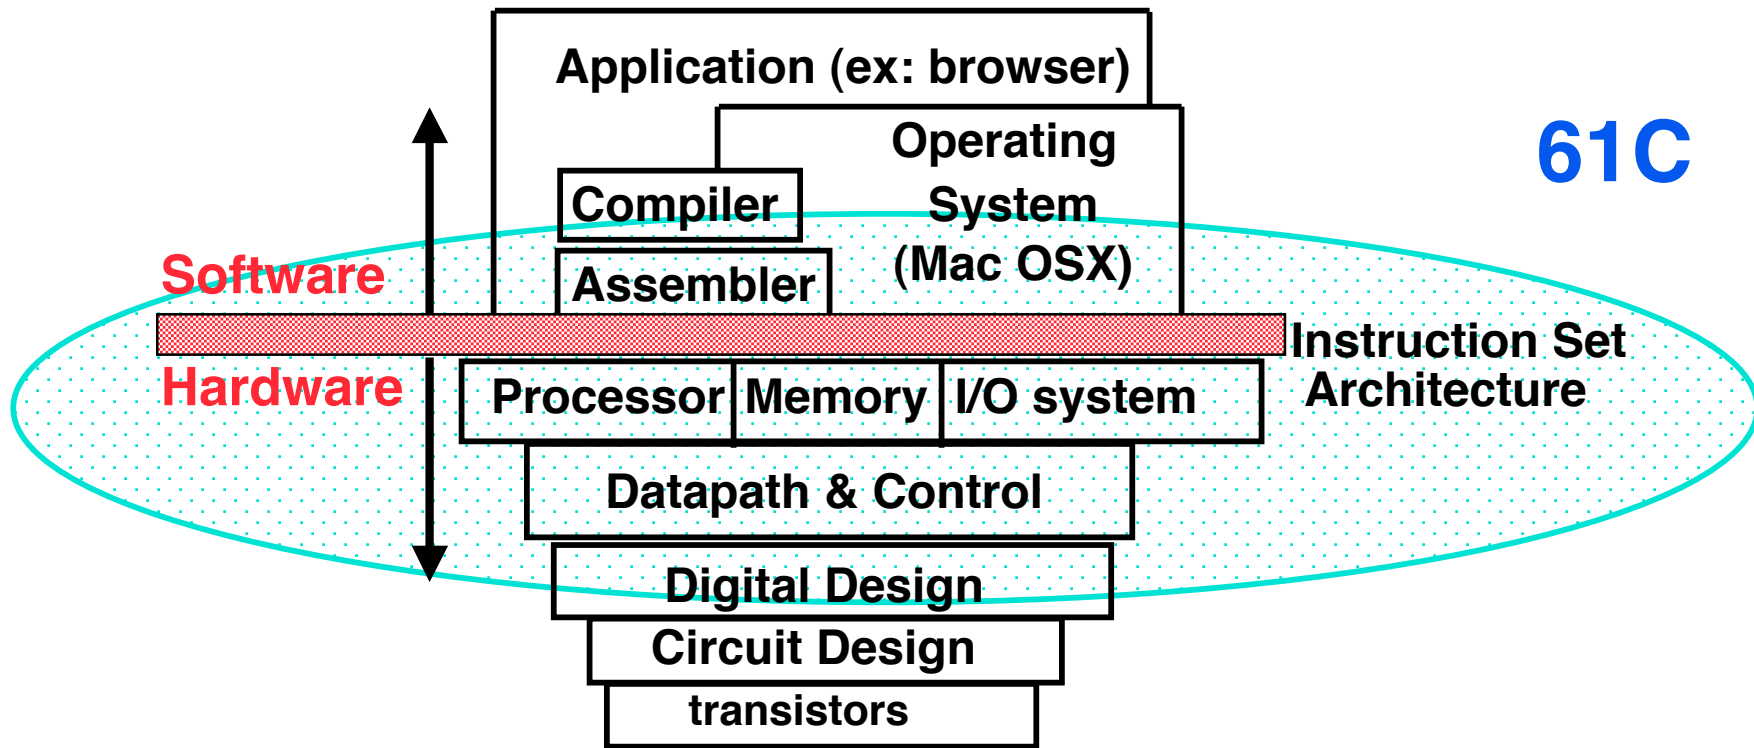 Application (ex: browser)
Operating
System
(Mac OSX)
61C
Compiler
Assembler
Software
Hardware
Instruction Set
Architecture
Processor
Memory
I/O system
Datapath & Control
Digital Design
Circuit Design
transistors